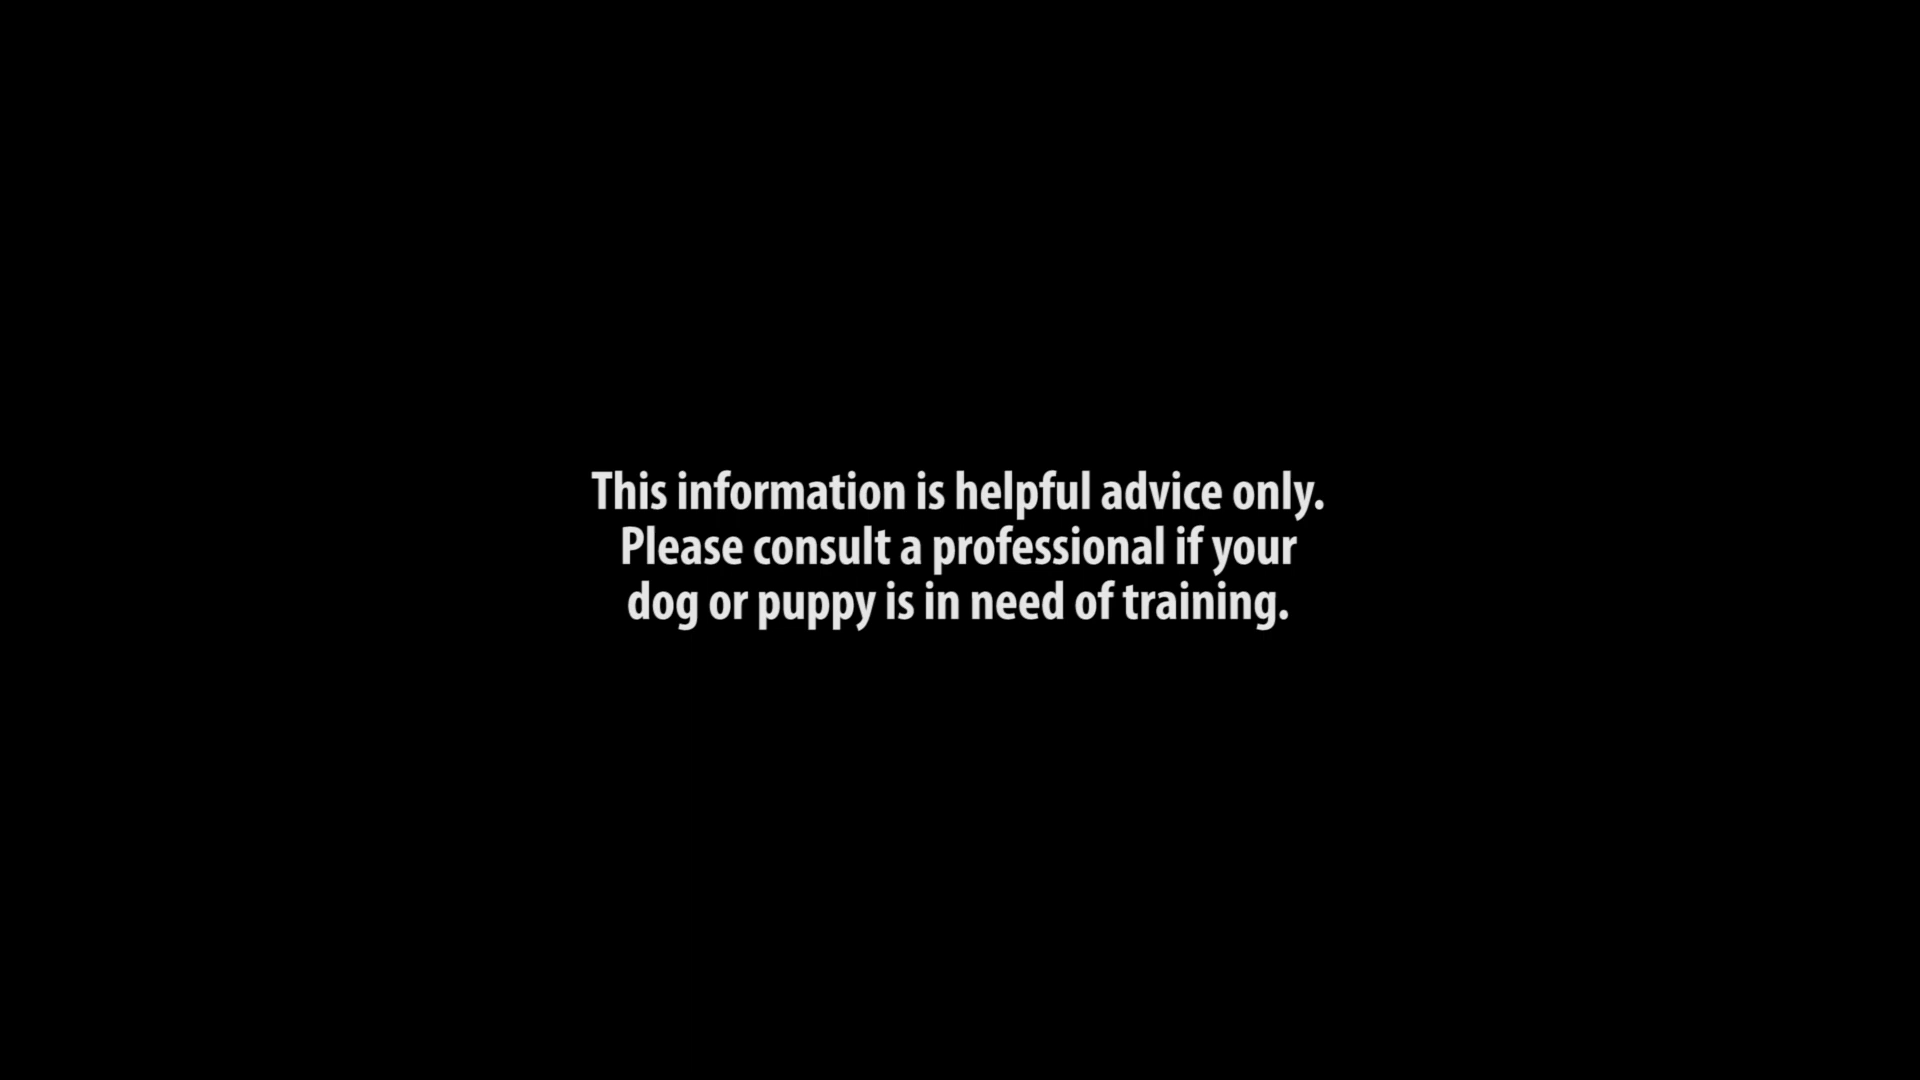 This information is helpful advice only.
Please consult a professional if your
dog or puppy is in need of training.